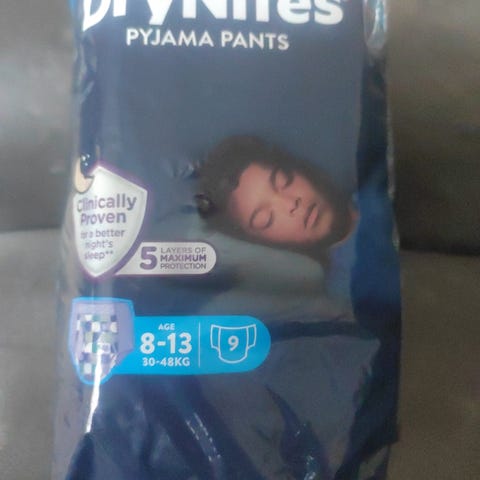 DryNites
PYJAMA PANTS
Clinically
Proven
for a better
night's
sleep**
5 LAYERS OF
MAXIMUM
PROTECTION
AGE
8-13
30-48KG
9